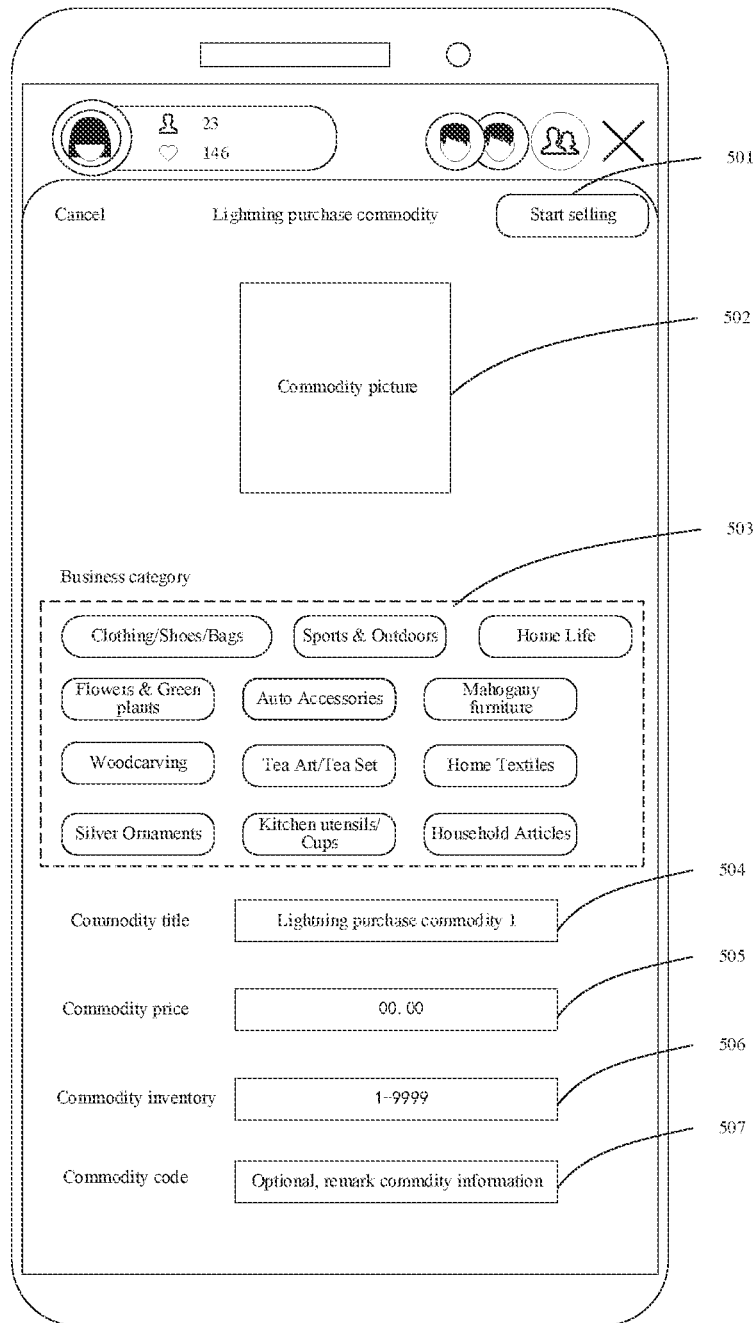 23
146
501
Cancel Lightning purchase commodity Start selling
502
Commodity picture
503
Business category
Clothing/Shoes/Bags Sports & Outdoors Home Life
Flowers & Green
plants
Auto Accessories
Mahogany
furniture
Woodcarving Tea Art/Tea Set Home Textiles
Silver Ornaments
Kitchen utensils/
Cups
Household Articles
504
Commodity title Lightning purchase commodity 1
505
Commodity price 00.00
506
Commodity inventory 1-9999
507
Commodity code Optional, remark commdity information